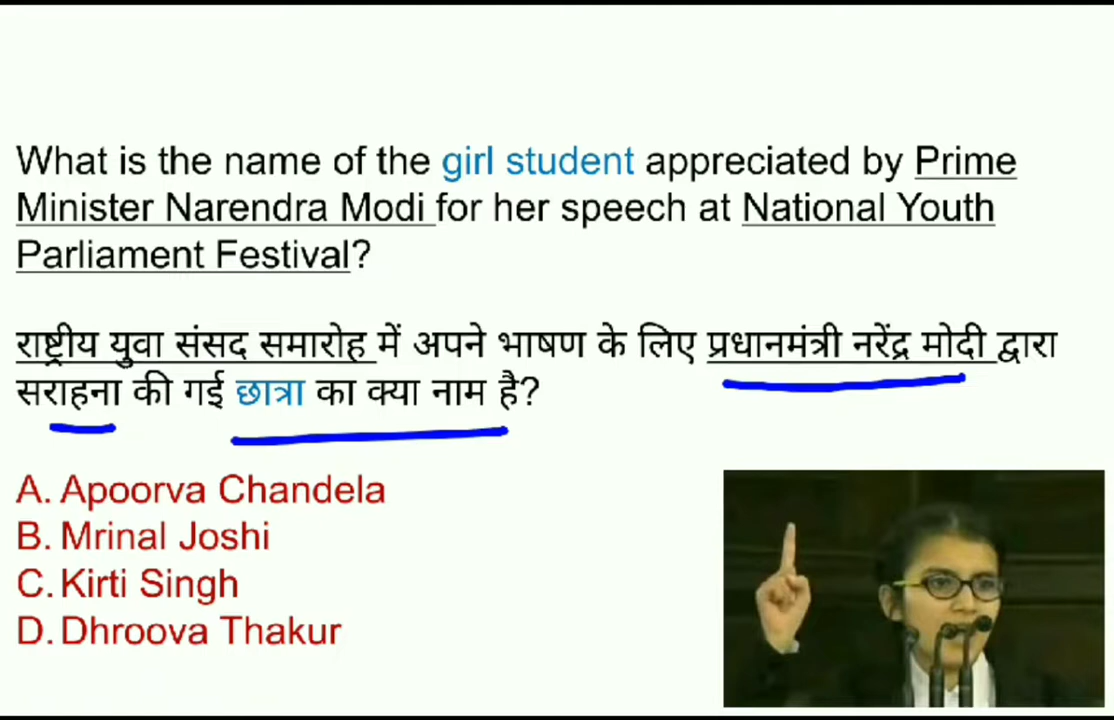 What is the name of the girl student appreciated by Prime
Minister Narendra Modi for her speech at National Youth
Parliament Festival?
राष्ट्रीय युवा संसद समारोह में अपने भाषण के लिए प्रधानमंत्री नरेंद्र मोदी द्वारा
सराहना की गई छात्रा का क्या नाम है?
A. Apoorva Chandela
B. Mrinal Joshi
C. Kirti Singh
D. Dhroova Thakur